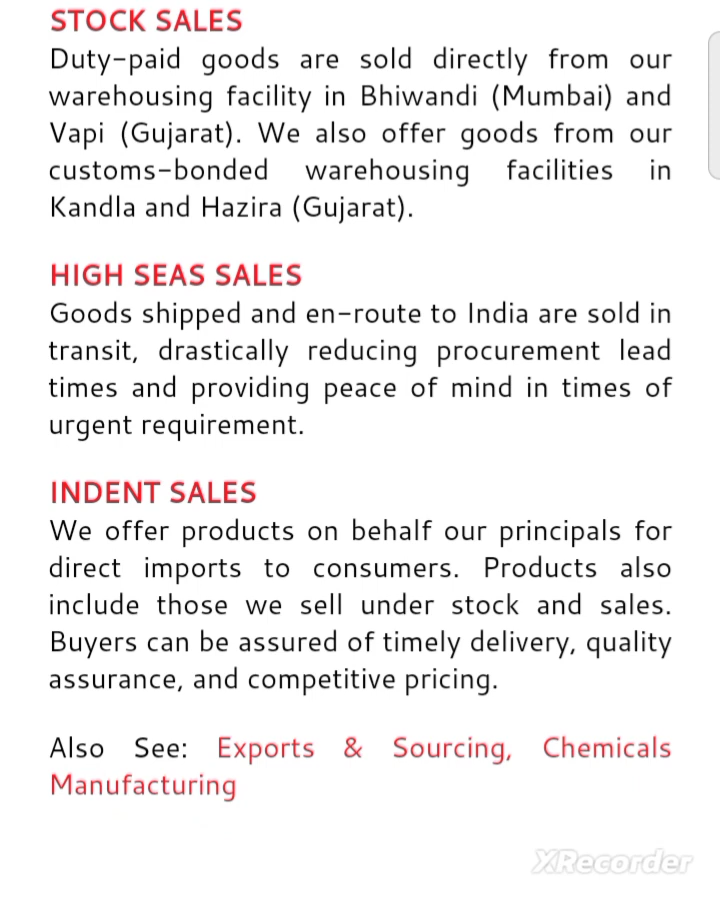 STOCK SALES
Duty-paid goods are sold directly from our
warehousing facility in Bhiwandi (Mumbai) and
Vapi (Gujarat). We also offer goods from our
customs-bonded warehousing facilities in
Kandla and Hazira (Gujarat).
HIGH SEAS SALES
Goods shipped and en-route to India are sold in
transit, drastically reducing procurement lead
times and providing peace of mind in times of
urgent requirement.
INDENT SALES
We offer products on behalf our principals for
direct imports to consumers. Products also
include those we sell under stock and sales.
Buyers can be assured of timely delivery, quality
assurance, and competitive pricing.
Also See: Exports & Sourcing, Chemicals
Manufacturing
XRecorder